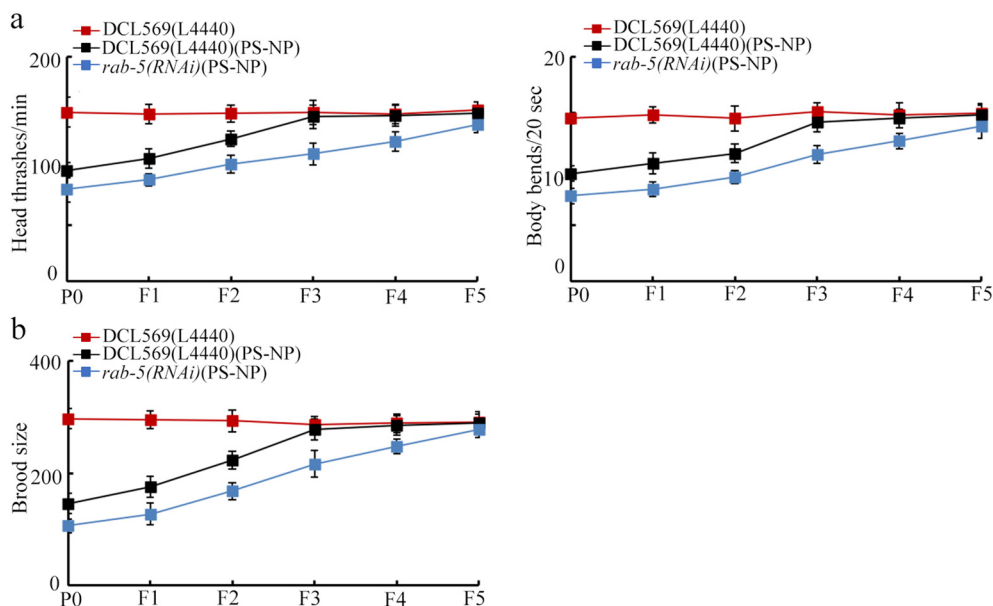 a
DCL569(L4440)
DCL569(L4440)(PS-NP)
rab-5(RNAi)(PS-NP)
200
100
0
Head thrashes/min
P0 F1 F2 F3 F4 F5
DCL569(L4440)
DCL569(L4440)(PS-NP)
rab-5(RNAi)(PS-NP)
20
10
0
Body bends/20 sec
P0 F1 F2 F3 F4 F5
b
DCL569(L4440)
DCL569(L4440)(PS-NP)
rab-5(RNAi)(PS-NP)
400
200
0
Brood size
P0 F1 F2 F3 F4 F5